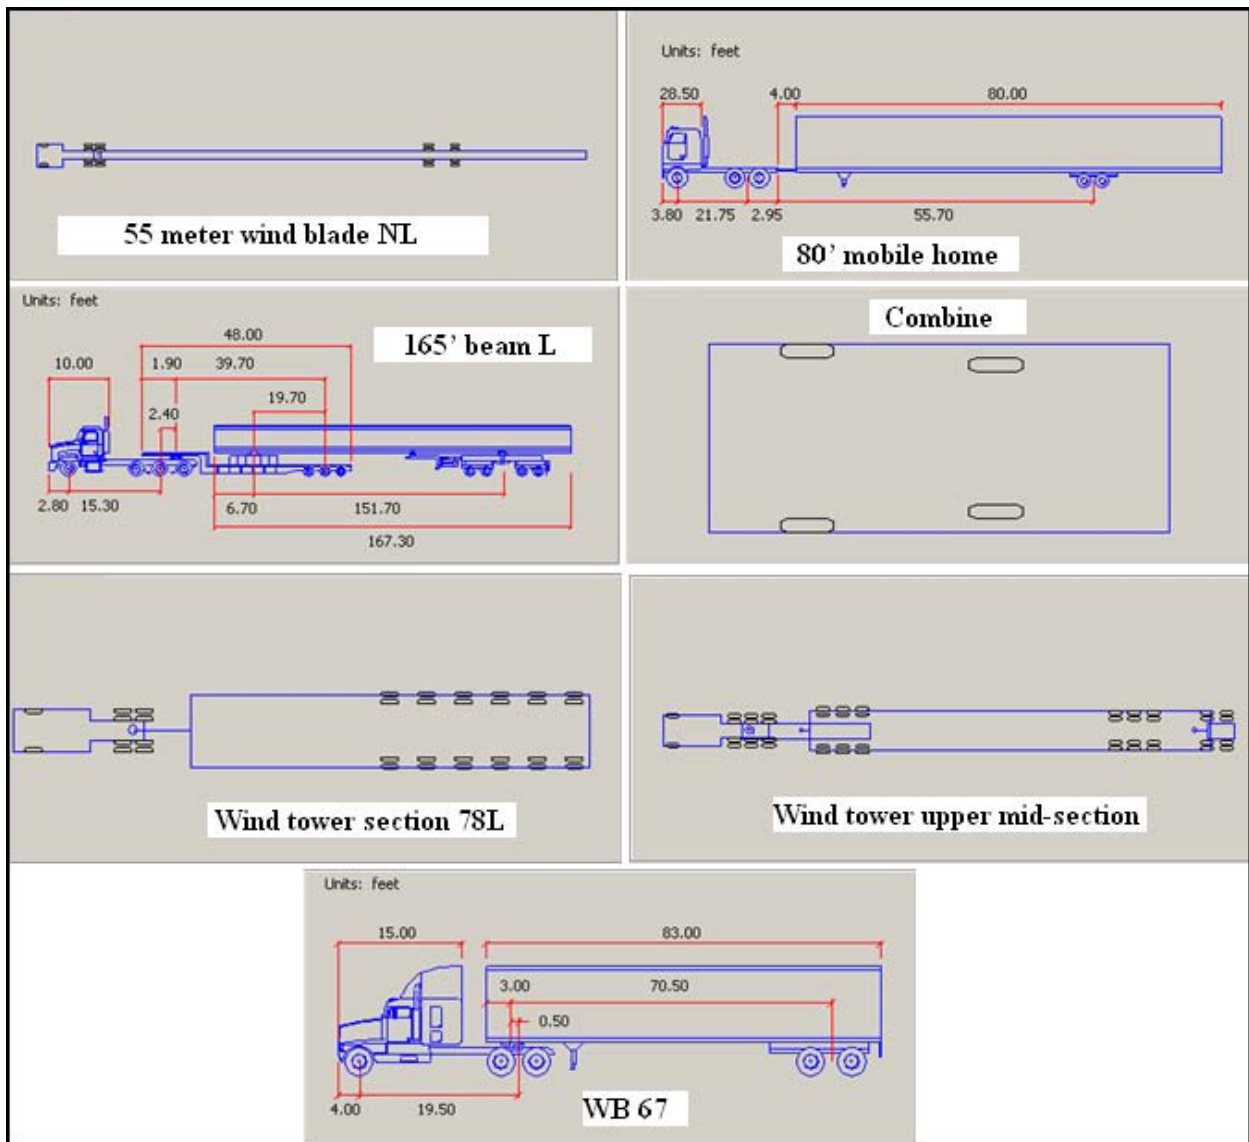 55 meter wind blade NL
Units: feet
28.50 4.00 80.00
3.80 21.75 2.95 55.70
80' mobile home
Units: feet
48.00
165' beam L
10.00 1.90 39.70
19.70
2.40
2.80 15.30 6.70 151.70
167.30
Combine
Wind tower section 78L
Wind tower upper mid-section
Units: feet
15.00 83.00
3.00 70.50
0.50
4.00 19.50
WB 67